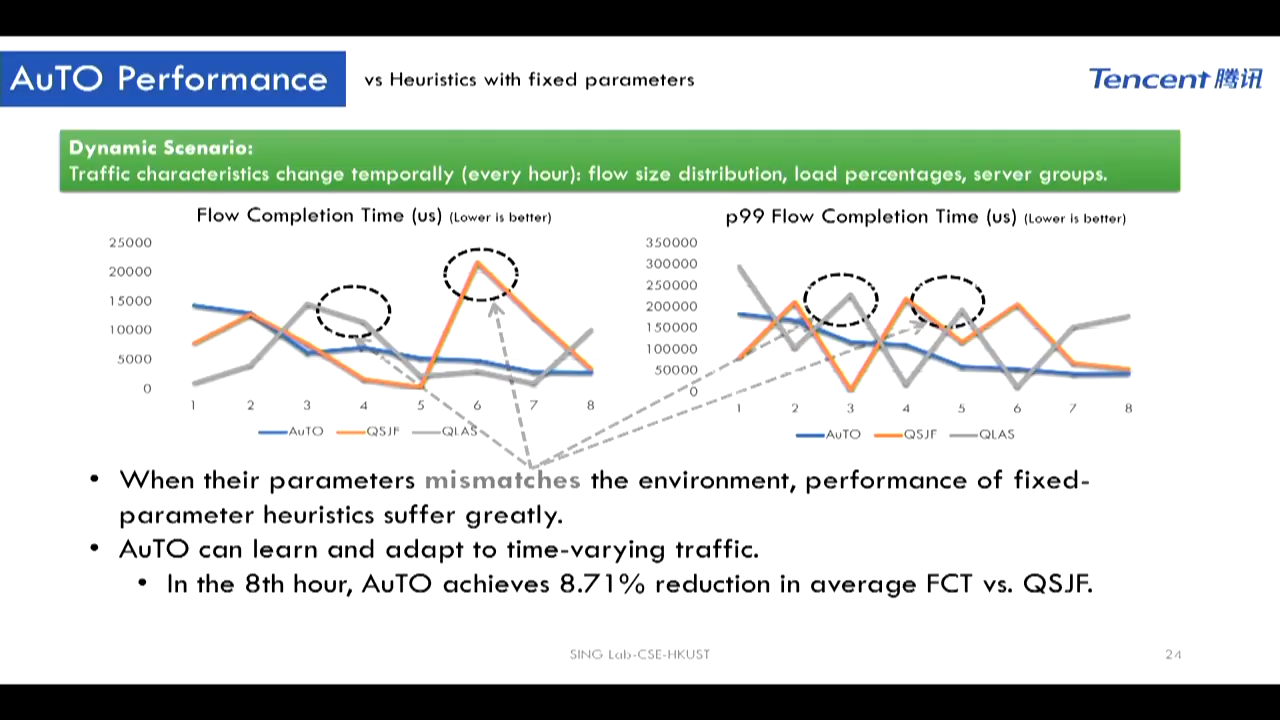 AuTO Performance
vs Heuristics with fixed parameters
Tencent 腾讯
Dynamic Scenario:
Traffic characteristics change temporally (every hour): flow size distribution, load percentages, server groups.
Flow Completion Time (us) (Lower is better)
25000
20000
15000
10000
5000
0
1 2 3 4 5 6 7 8
AuTO QSJF QLAS
p99 Flow Completion Time (us) (Lower is better)
350000
300000
250000
200000
150000
100000
50000
0
1 2 3 4 5 6 7 8
AuTO QSJF QLAS
• When their parameters mismatches the environment, performance of fixed-
parameter heuristics suffer greatly.
• AuTO can learn and adapt to time-varying traffic.
• In the 8th hour, AuTO achieves 8.71% reduction in average FCT vs. QSJF.
SING Lab-CSE-HKUST
24